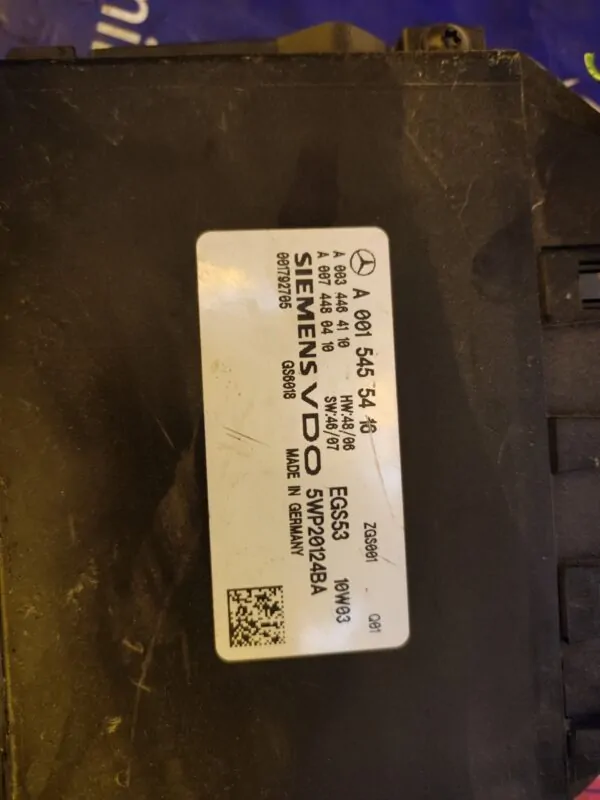 A 001 545 54 16
A 003 446 41 10 HW:48/06
A 007 448 04 10 SW:46/07
ZGS001 Q01
EGS53 10W03
SIEMENS VDO 5WP20124BA
001792705 QS6018 MADE IN GERMANY